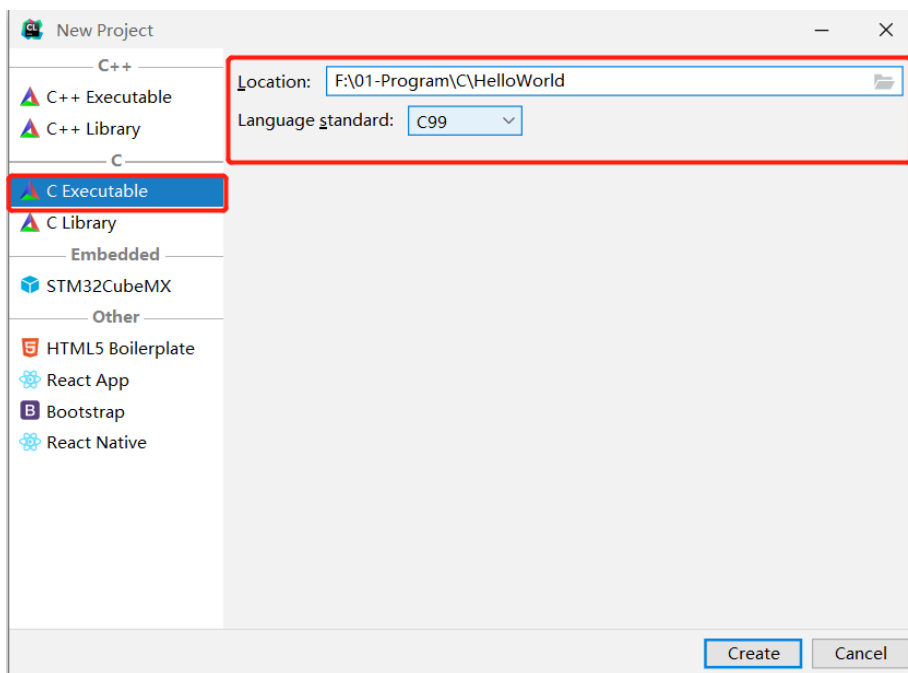 New Project
C++
C++ Executable
C++ Library
C
C Executable
C Library
Embedded
STM32CubeMX
Other
HTML5 Boilerplate
React App
Bootstrap
React Native
Location: F:\01-Program\C\HelloWorld
Language standard: C99
Create Cancel